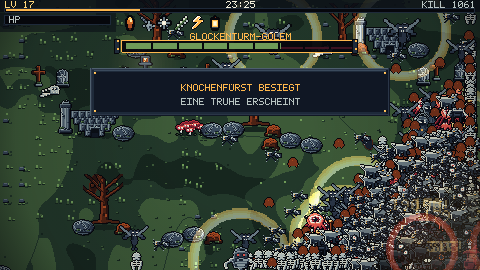 LV 17
23:25
KILL 1061
HP
GLOCKENTURM-GOLEM
KNOCHENFÜRST BESIEGT
EINE TRUHE ERSCHEINT